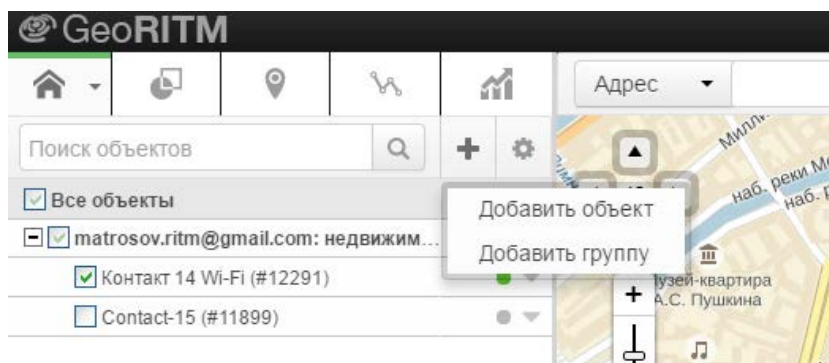 GeoRITM
Адрес
Поиск объектов
Все объекты
Добавить объект
Добавить группу
matrosov.ritm@gmail.com: недвижим...
Контакт 14 Wi-Fi (#12291)
Contact-15 (#11899)
наб. реки
наб.
квартира
А.С. Пушкина